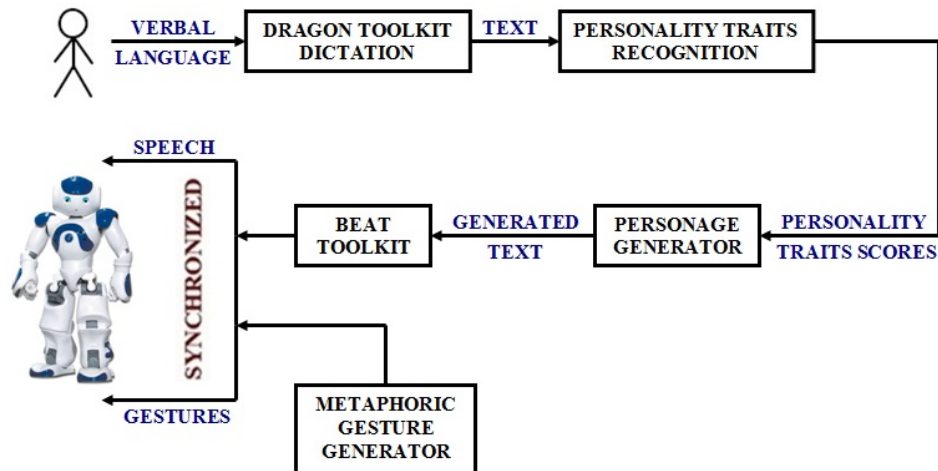 VERBAL
LANGUAGE
DRAGON TOOLKIT
DICTATION
TEXT
PERSONALITY TRAITS
RECOGNITION
SPEECH
SYNCHRONIZED
BEAT
TOOLKIT
GENERATED
TEXT
PERSONAGE
GENERATOR
PERSONALITY
TRAITS SCORES
GESTURES
METAPHORIC
GESTURE
GENERATOR